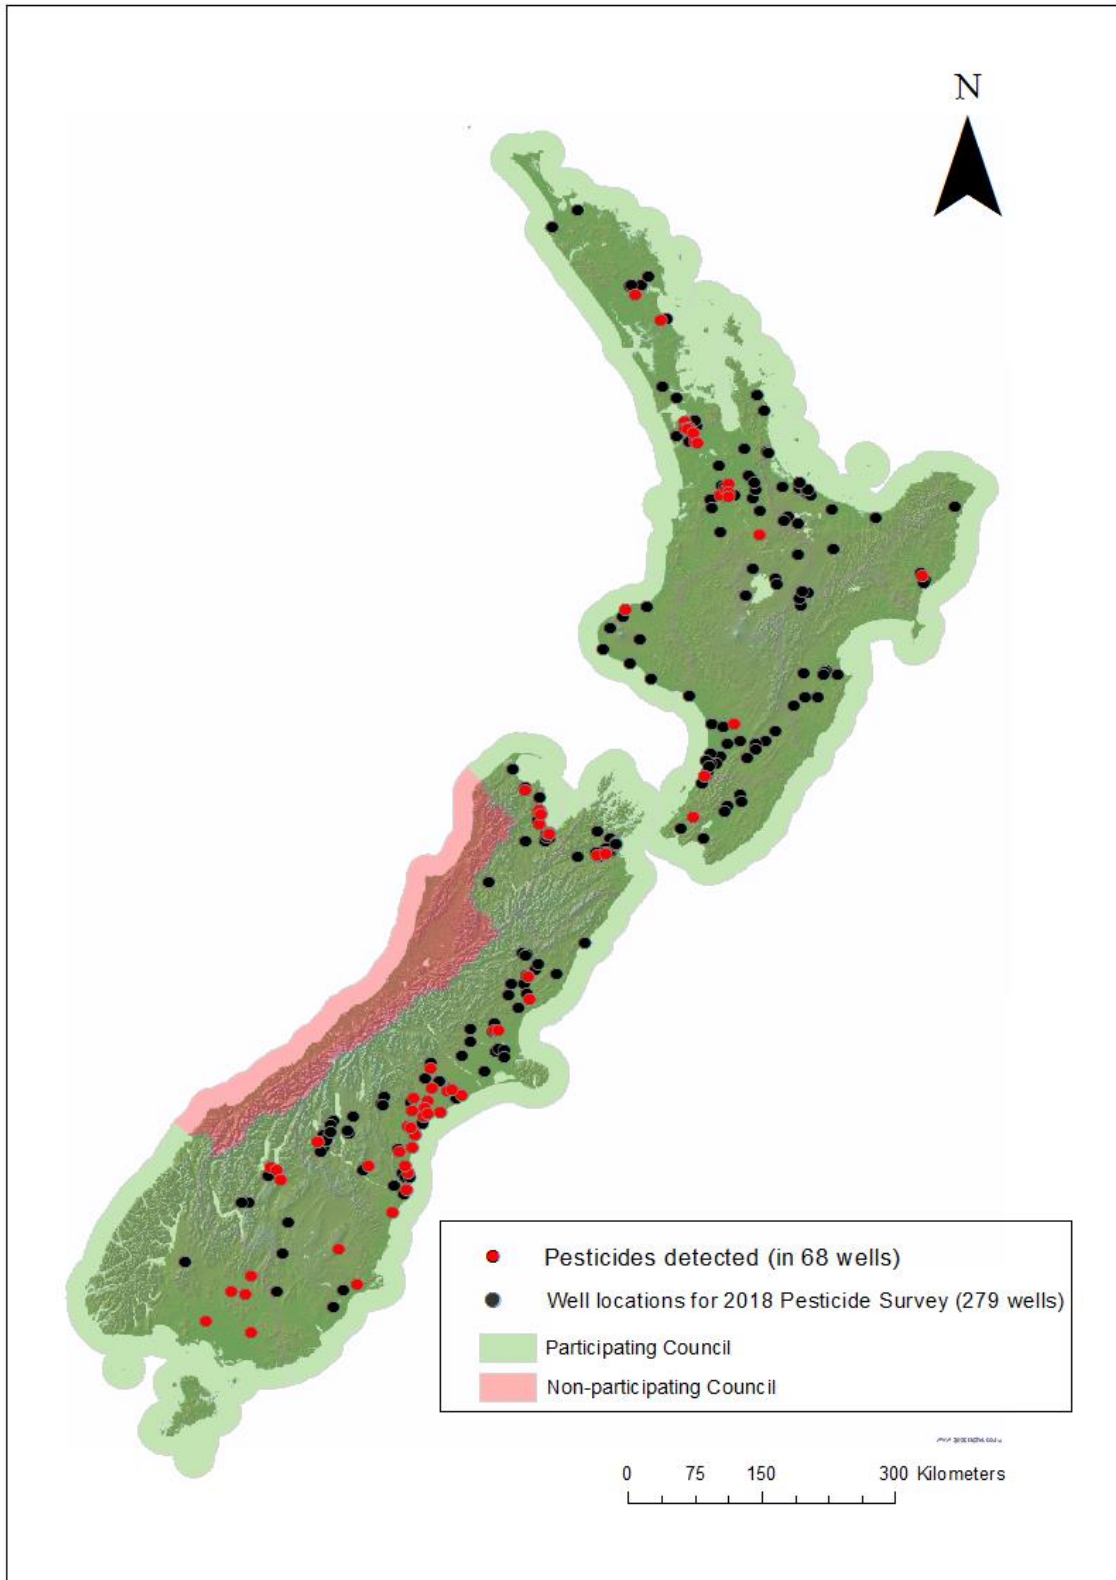 N
Pesticides detected (in 68 wells)
Well locations for 2018 Pesticide Survey (279 wells)
Participating Council
Non-participating Council
0 75 150 300 Kilometers